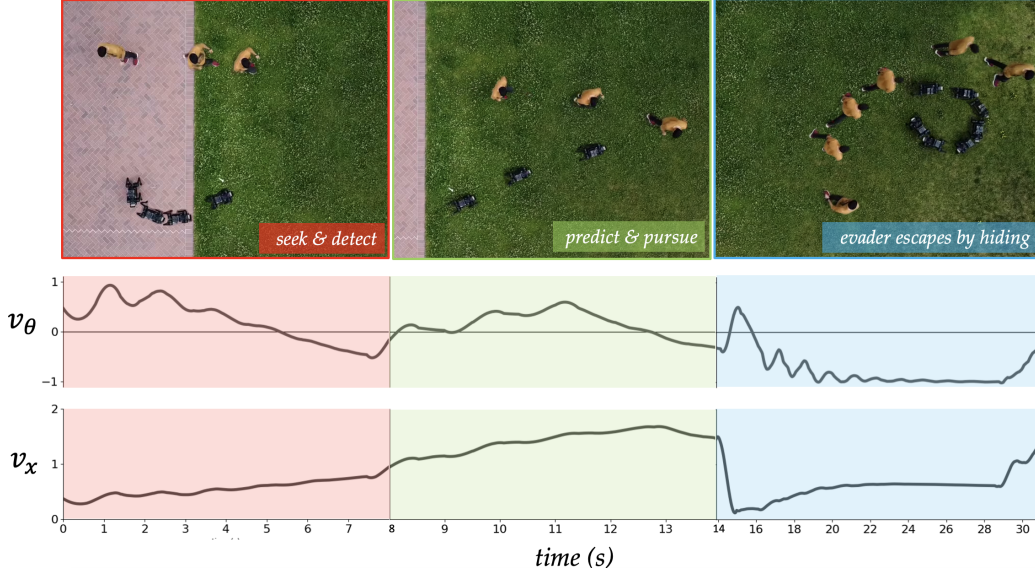 seek & detect
predict & pursue
evader escapes by hiding
1
v_θ
0
−1
2
v_x
1
0
0 1 2 3 4 5 6 7 8 9 10 11 12 13 14 16 18 20 22 24 26 28 30
time (s)